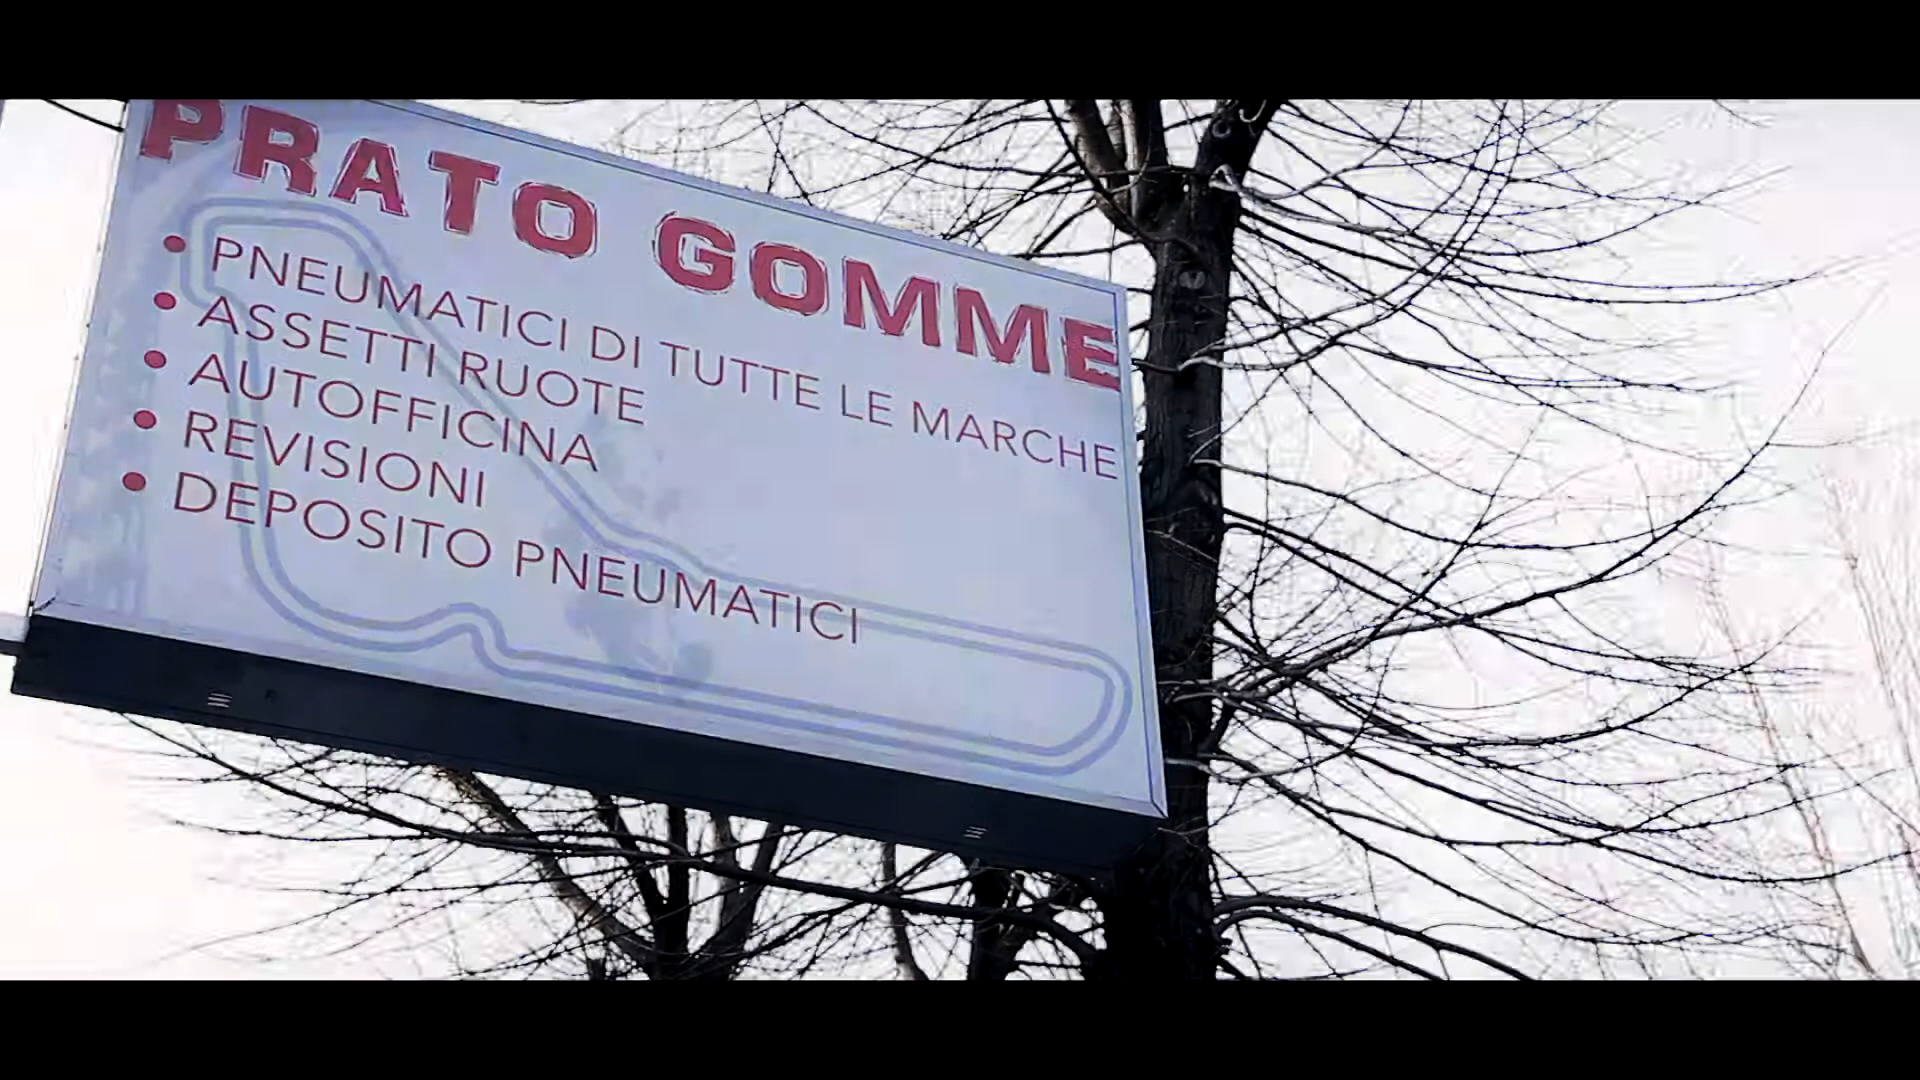 PRATO GOMME
• PNEUMATICI DI TUTTE LE MARCHE
• ASSETTI RUOTE
• AUTOFFICINA
• REVISIONI
• DEPOSITO PNEUMATICI